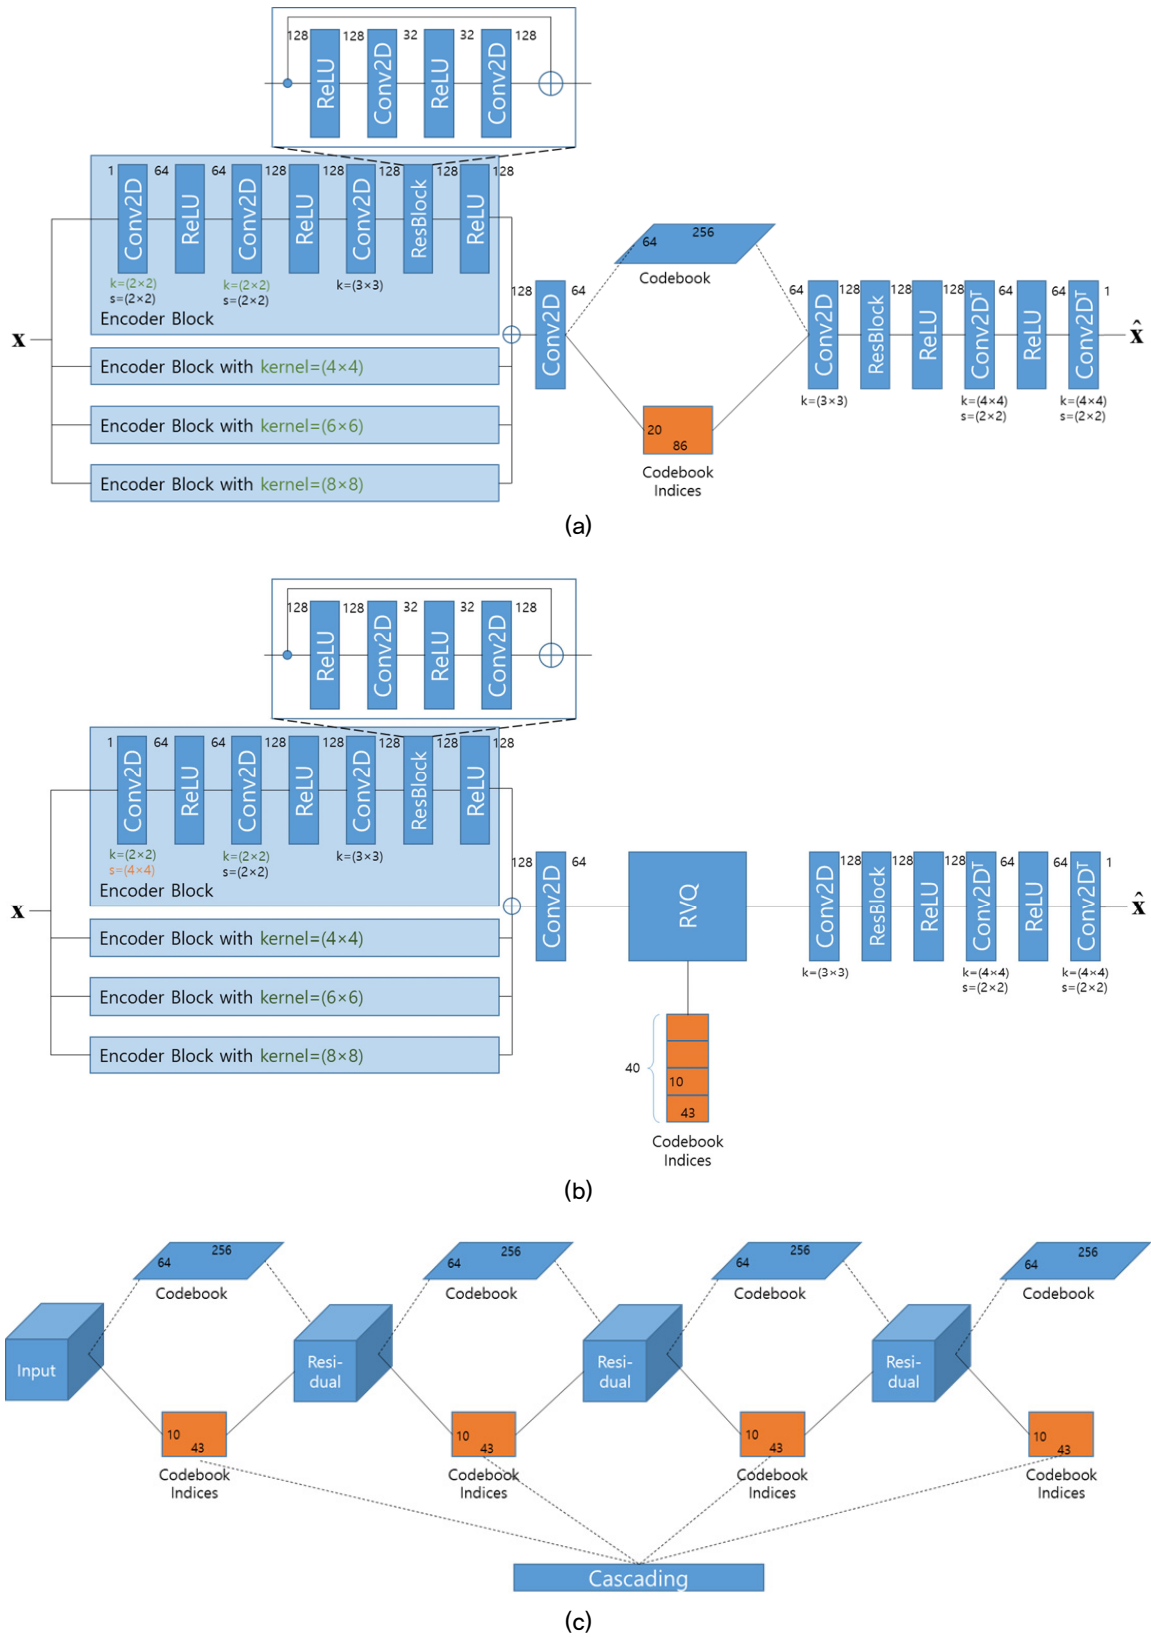 128 128 32 32 128
ReLU Conv2D ReLU Conv2D
1 64 64 128 128 128 128 128
Conv2D ReLU Conv2D ReLU Conv2D ResBlock ReLU
k=(2×2) k=(2×2) k=(3×3)
s=(2×2) s=(2×2)
Encoder Block
x
Encoder Block with kernel=(4×4)
Encoder Block with kernel=(6×6)
Encoder Block with kernel=(8×8)
128 Conv2D 64
64 256
Codebook
20
86
Codebook
Indices
64 128 128 128 64 64 1
Conv2D ResBlock ReLU Conv2Dᵀ ReLU Conv2Dᵀ
x̂
k=(3×3) k=(4×4) k=(4×4)
s=(2×2) s=(2×2)
(a)
128 128 32 32 128
ReLU Conv2D ReLU Conv2D
1 64 64 128 128 128 128 128
Conv2D ReLU Conv2D ReLU Conv2D ResBlock ReLU
k=(2×2) k=(2×2) k=(3×3)
s=(4×4) s=(2×2)
Encoder Block
x
Encoder Block with kernel=(4×4)
Encoder Block with kernel=(6×6)
Encoder Block with kernel=(8×8)
128 Conv2D 64
RVQ
40
10
43
Codebook
Indices
128 128 128 64 64 1
Conv2D ResBlock ReLU Conv2Dᵀ ReLU Conv2Dᵀ
x̂
k=(3×3) k=(4×4) k=(4×4)
s=(2×2) s=(2×2)
(b)
64 256 64 256 64 256 64 256
Codebook Codebook Codebook Codebook
Input Resi- Resi- Resi-
dual dual dual
10 10 10 10
43 43 43 43
Codebook Codebook Codebook Codebook
Indices Indices Indices Indices
Cascading
(c)